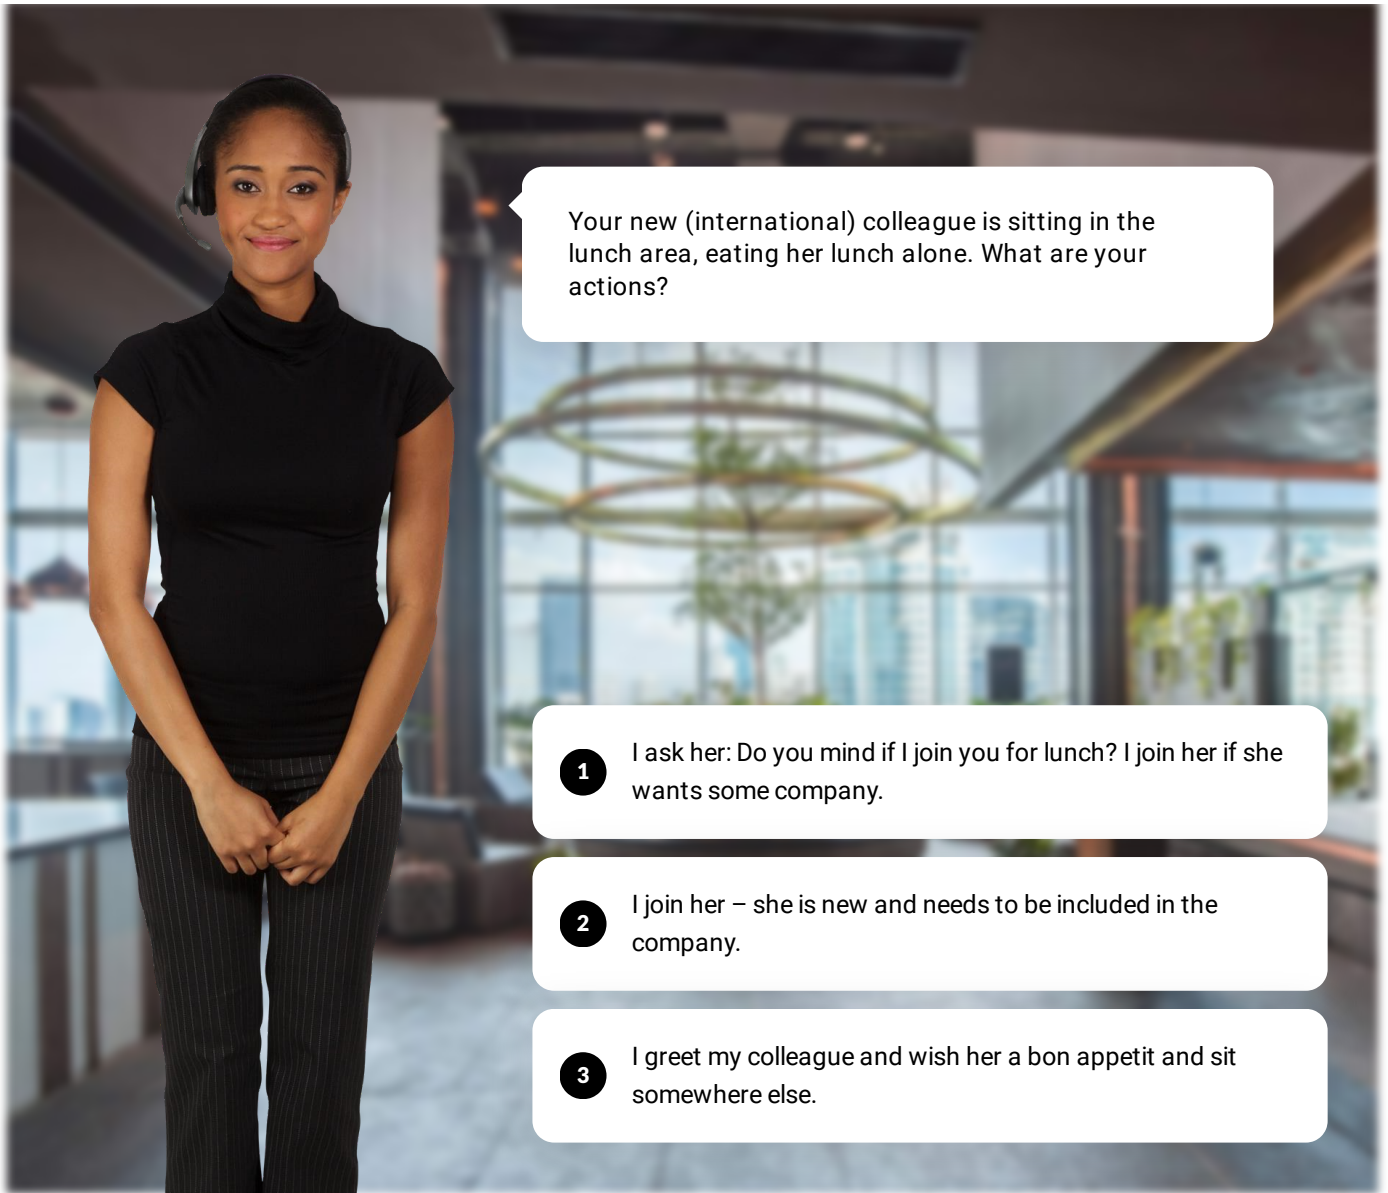 Your new (international) colleague is sitting in the
lunch area, eating her lunch alone. What are your
actions?
1
I ask her: Do you mind if I join you for lunch? I join her if she
wants some company.
2
I join her – she is new and needs to be included in the
company.
3
I greet my colleague and wish her a bon appetit and sit
somewhere else.